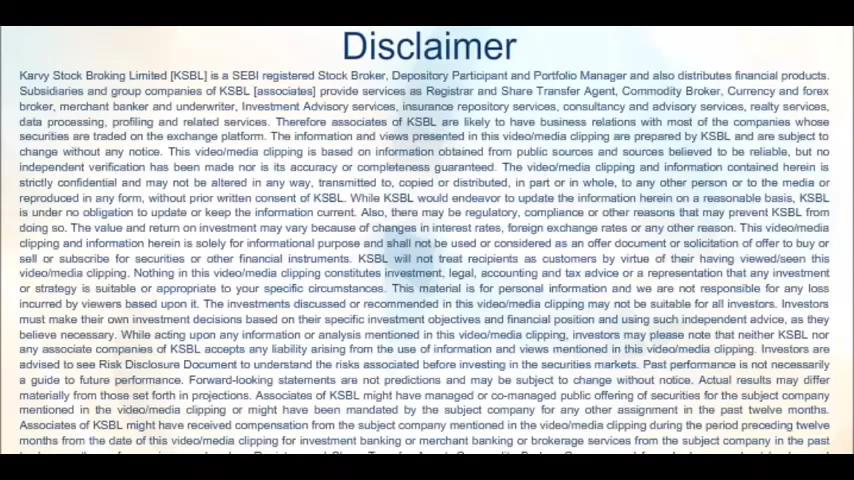 Disclaimer
Karvy Stock Broking Limited [KSBL] is a SEBI registered Stock Broker, Depository Participant and Portfolio Manager and also distributes financial products.
Subsidiaries and group companies of KSBL [associates] provide services as Registrar and Share Transfer Agent, Commodity Broker, Currency and forex
broker, merchant banker and underwriter, Investment Advisory services, insurance repository services, consultancy and advisory services, realty services,
data processing, profiling and related services. Therefore associates of KSBL are likely to have business relations with most of the companies whose
securities are traded on the exchange platform. The information and views presented in this video/media clipping are prepared by KSBL and are subject to
change without any notice. This video/media clipping is based on information obtained from public sources and sources believed to be reliable, but no
independent verification has been made nor is its accuracy or completeness guaranteed. The video/media clipping and information contained herein is
strictly confidential and may not be altered in any way, transmitted to, copied or distributed, in part or in whole, to any other person or to the media or
reproduced in any form, without prior written consent of KSBL. While KSBL would endeavor to update the information herein on a reasonable basis, KSBL
is under no obligation to update or keep the information current. Also, there may be regulatory, compliance or other reasons that may prevent KSBL from
doing so. The value and return on investment may vary because of changes in interest rates, foreign exchange rates or any other reason. This video/media
clipping and information herein is solely for informational purpose and shall not be used or considered as an offer document or solicitation of offer to buy or
sell or subscribe for securities or other financial instruments. KSBL will not treat recipients as customers by virtue of their having viewed/seen this
video/media clipping. Nothing in this video/media clipping constitutes investment, legal, accounting and tax advice or a representation that any investment
or strategy is suitable or appropriate to your specific circumstances. This material is for personal information and we are not responsible for any loss
incurred by viewers based upon it. The investments discussed or recommended in this video/media clipping may not be suitable for all investors. Investors
must make their own investment decisions based on their specific investment objectives and financial position and using such independent advice, as they
believe necessary. While acting upon any information or analysis mentioned in this video/media clipping, investors may please note that neither KSBL nor
any associate companies of KSBL accepts any liability arising from the use of information and views mentioned in this video/media clipping. Investors are
advised to see Risk Disclosure Document to understand the risks associated before investing in the securities markets. Past performance is not necessarily
a guide to future performance. Forward-looking statements are not predictions and may be subject to change without notice. Actual results may differ
materially from those set forth in projections. Associates of KSBL might have managed or co-managed public offering of securities for the subject company
mentioned in the video/media clipping or might have been mandated by the subject company for any other assignment in the past twelve months.
Associates of KSBL might have received compensation from the subject company mentioned in the video/media clipping during the period preceding twelve
months from the date of this video/media clipping for investment banking or merchant banking or brokerage services from the subject company in the past